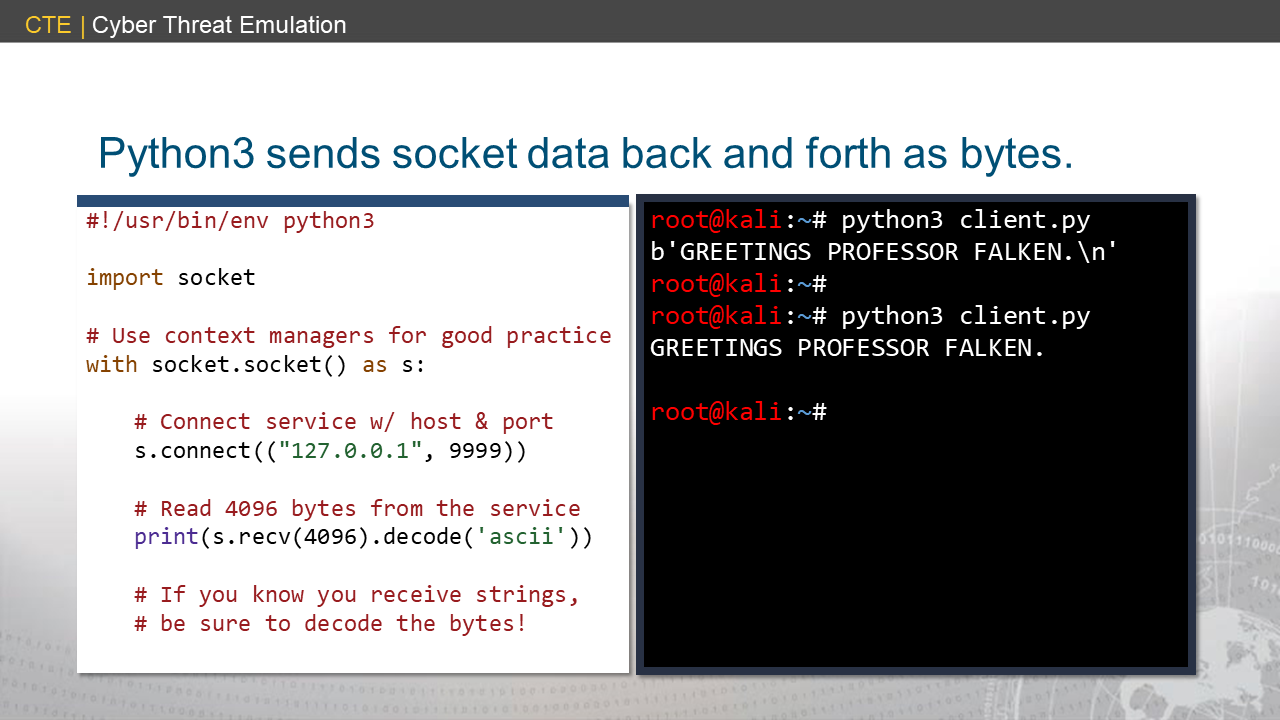 CTE | Cyber Threat Emulation
Python3 sends socket data back and forth as bytes.
#!/usr/bin/env python3
import socket
# Use context managers for good practice
with socket.socket() as s:
# Connect service w/ host & port
s.connect(("127.0.0.1", 9999))
# Read 4096 bytes from the service
print(s.recv(4096).decode('ascii'))
# If you know you receive strings,
# be sure to decode the bytes!
root@kali:~# python3 client.py
b'GREETINGS PROFESSOR FALKEN.\n'
root@kali:~#
root@kali:~# python3 client.py
GREETINGS PROFESSOR FALKEN.
root@kali:~#